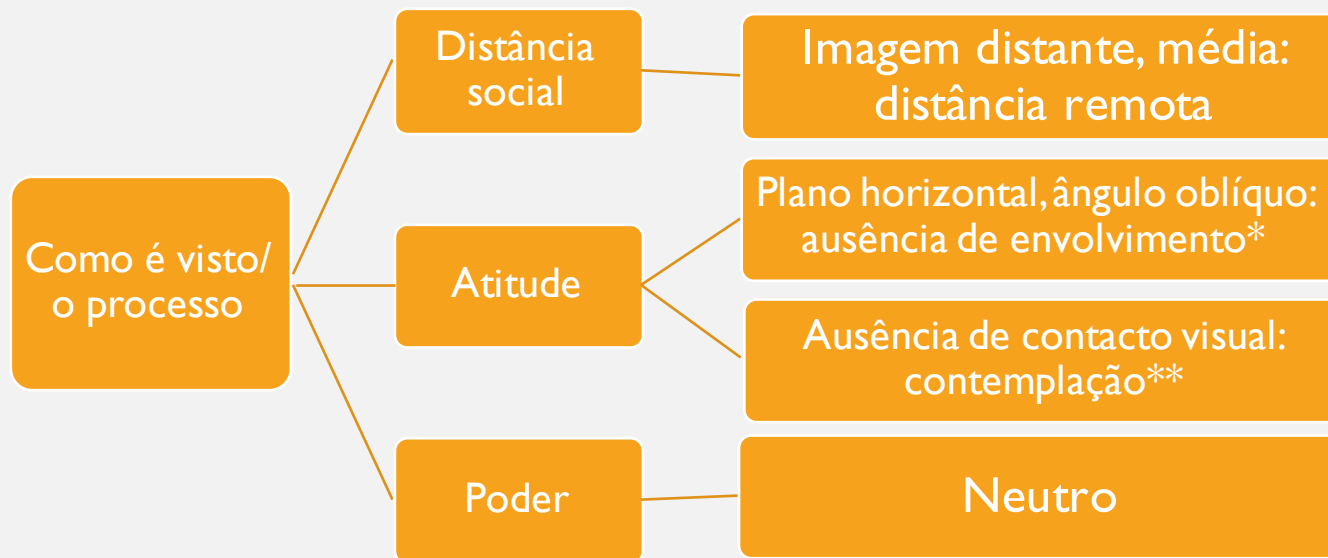 Como é visto/
o processo
Distância
social
Imagem distante, média:
distância remota
Atitude
Plano horizontal, ângulo oblíquo:
ausência de envolvimento*
Ausência de contacto visual:
contemplação**
Poder
Neutro